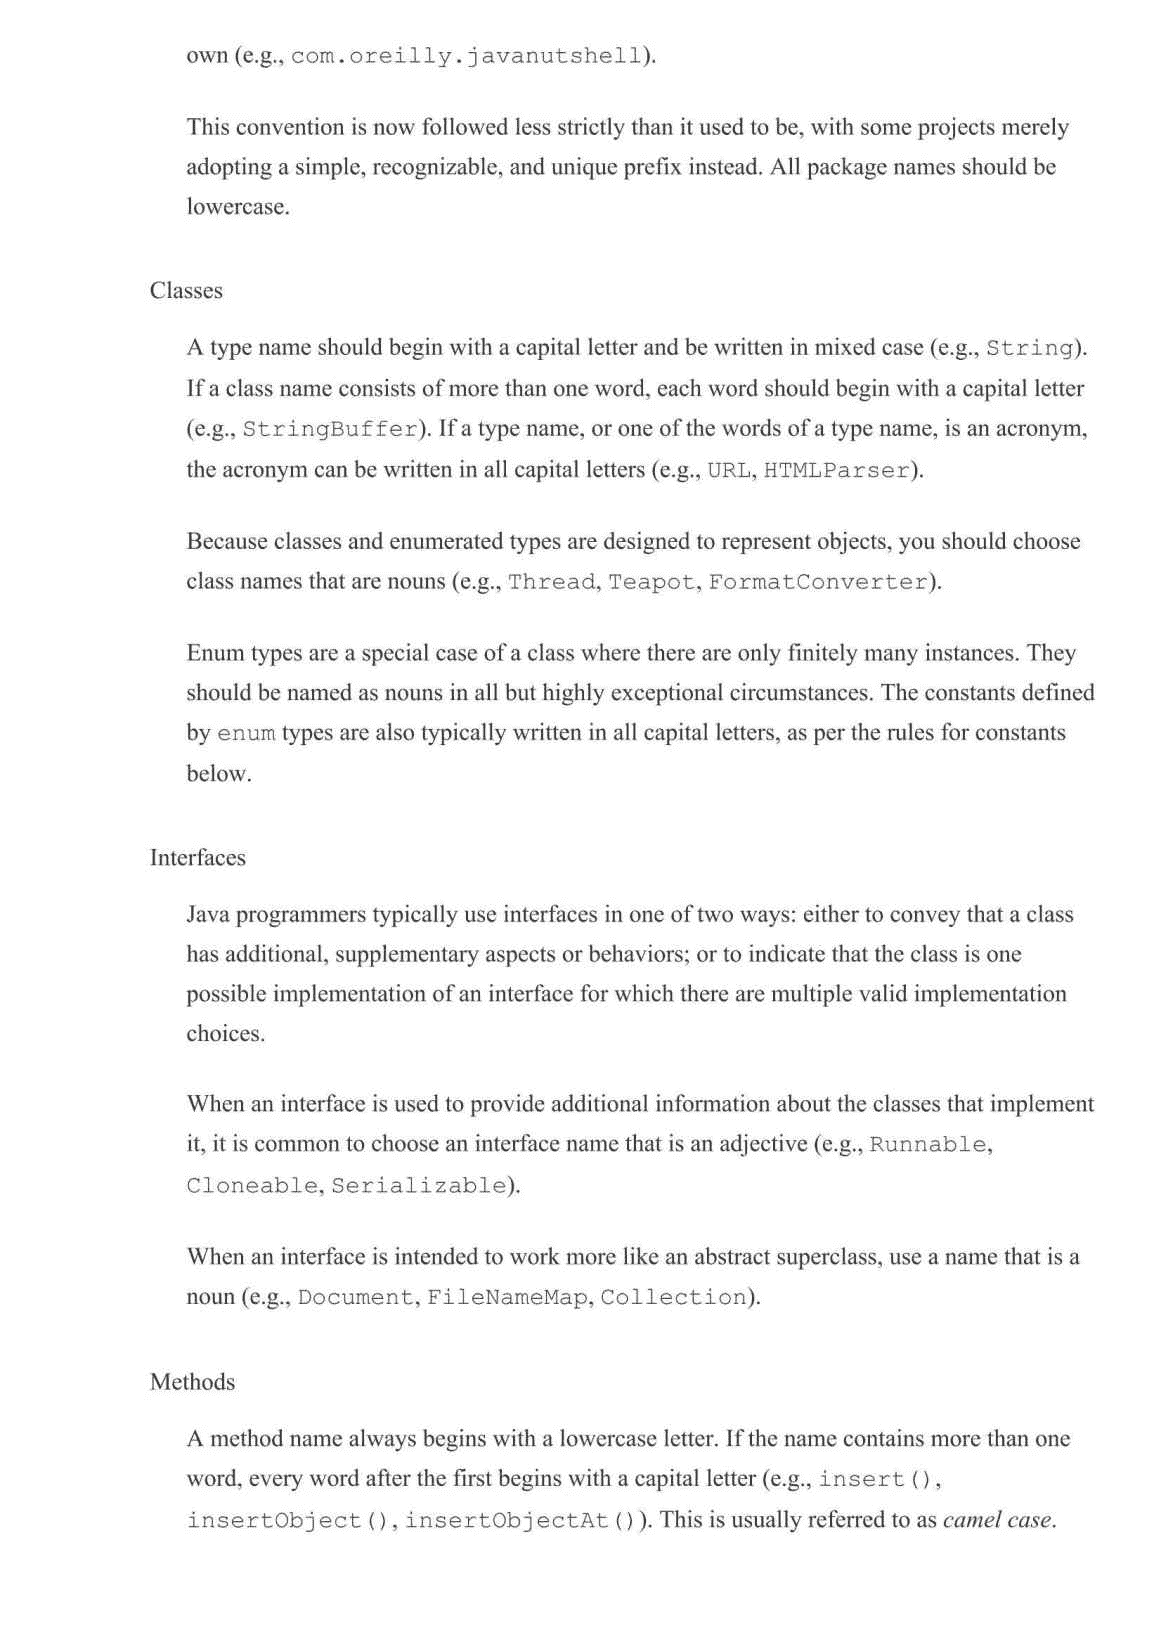 own (e.g., com.oreilly.javanutshell).
This convention is now followed less strictly than it used to be, with some projects merely
adopting a simple, recognizable, and unique prefix instead. All package names should be
lowercase.
Classes
A type name should begin with a capital letter and be written in mixed case (e.g., String).
If a class name consists of more than one word, each word should begin with a capital letter
(e.g., StringBuffer). If a type name, or one of the words of a type name, is an acronym,
the acronym can be written in all capital letters (e.g., URL, HTMLParser).
Because classes and enumerated types are designed to represent objects, you should choose
class names that are nouns (e.g., Thread, Teapot, FormatConverter).
Enum types are a special case of a class where there are only finitely many instances. They
should be named as nouns in all but highly exceptional circumstances. The constants defined
by enum types are also typically written in all capital letters, as per the rules for constants
below.
Interfaces
Java programmers typically use interfaces in one of two ways: either to convey that a class
has additional, supplementary aspects or behaviors; or to indicate that the class is one
possible implementation of an interface for which there are multiple valid implementation
choices.
When an interface is used to provide additional information about the classes that implement
it, it is common to choose an interface name that is an adjective (e.g., Runnable,
Cloneable, Serializable).
When an interface is intended to work more like an abstract superclass, use a name that is a
noun (e.g., Document, FileNameMap, Collection).
Methods
A method name always begins with a lowercase letter. If the name contains more than one
word, every word after the first begins with a capital letter (e.g., insert(),
insertObject(), insertObjectAt()). This is usually referred to as camel case.